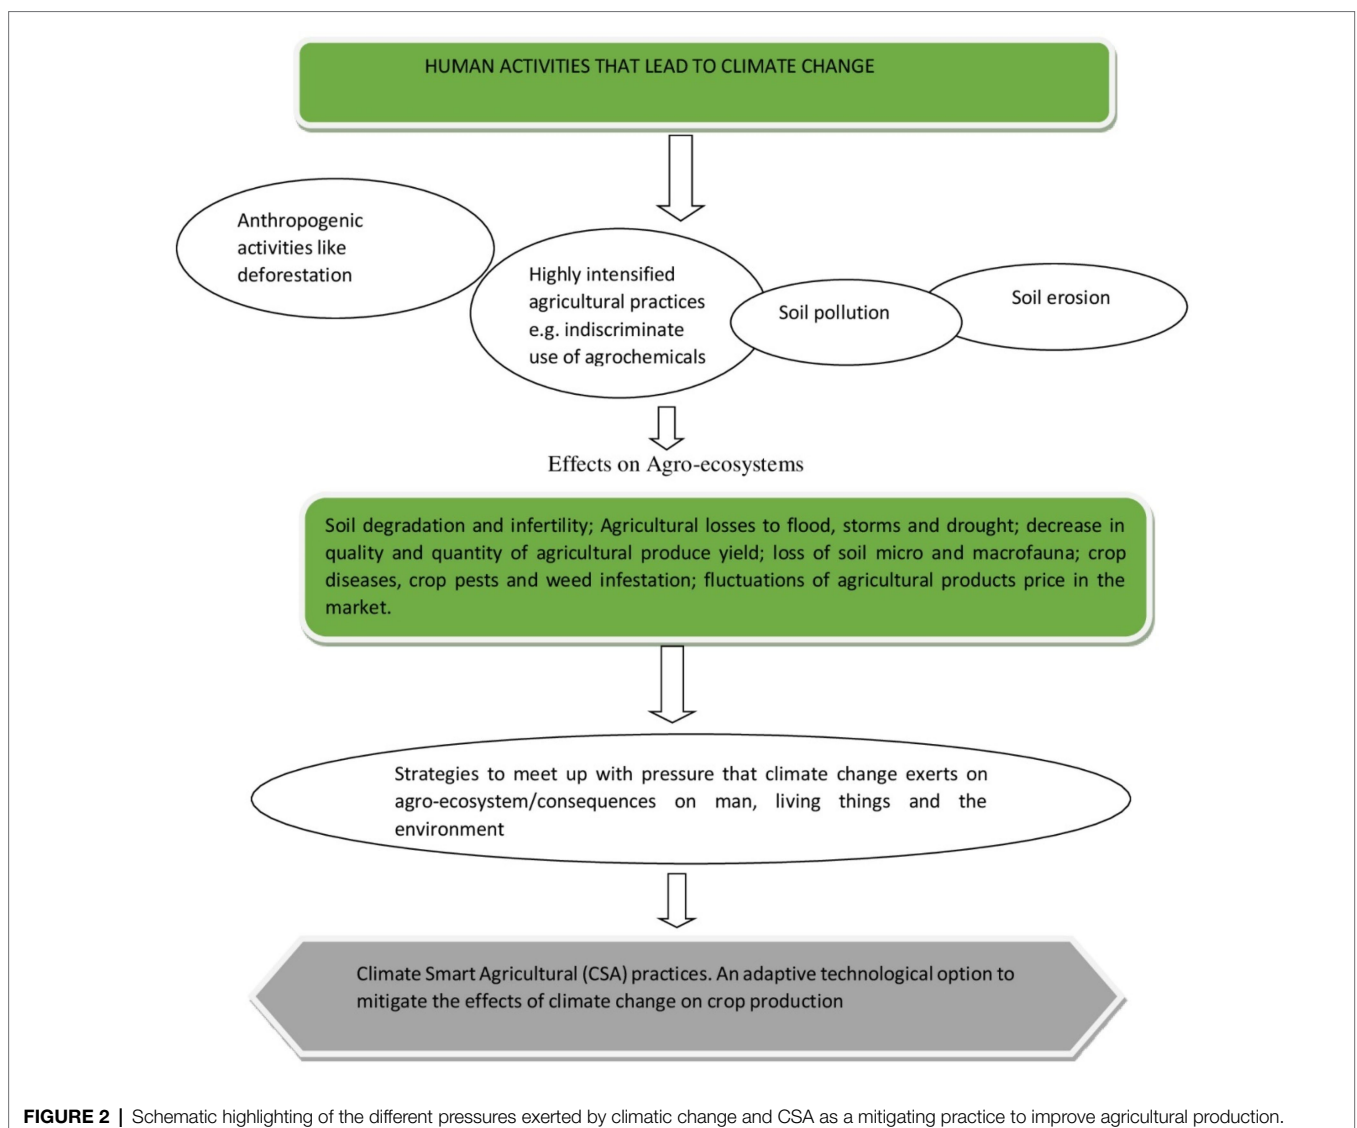 HUMAN ACTIVITIES THAT LEAD TO CLIMATE CHANGE
Anthropogenic
activities like
deforestation
Highly intensified
agricultural practices
e.g. indiscriminate
use of agrochemicals
Soil pollution
Soil erosion
Effects on Agro-ecosystems
Soil degradation and infertility; Agricultural losses to flood, storms and drought; decrease in
quality and quantity of agricultural produce yield; loss of soil micro and macrofauna; crop
diseases, crop pests and weed infestation; fluctuations of agricultural products price in the
market.
Strategies to meet up with pressure that climate change exerts on
agro-ecosystem/consequences on man, living things and the
environment
Climate Smart Agricultural (CSA) practices. An adaptive technological option to
mitigate the effects of climate change on crop production
FIGURE 2 | Schematic highlighting of the different pressures exerted by climatic change and CSA as a mitigating practice to improve agricultural production.